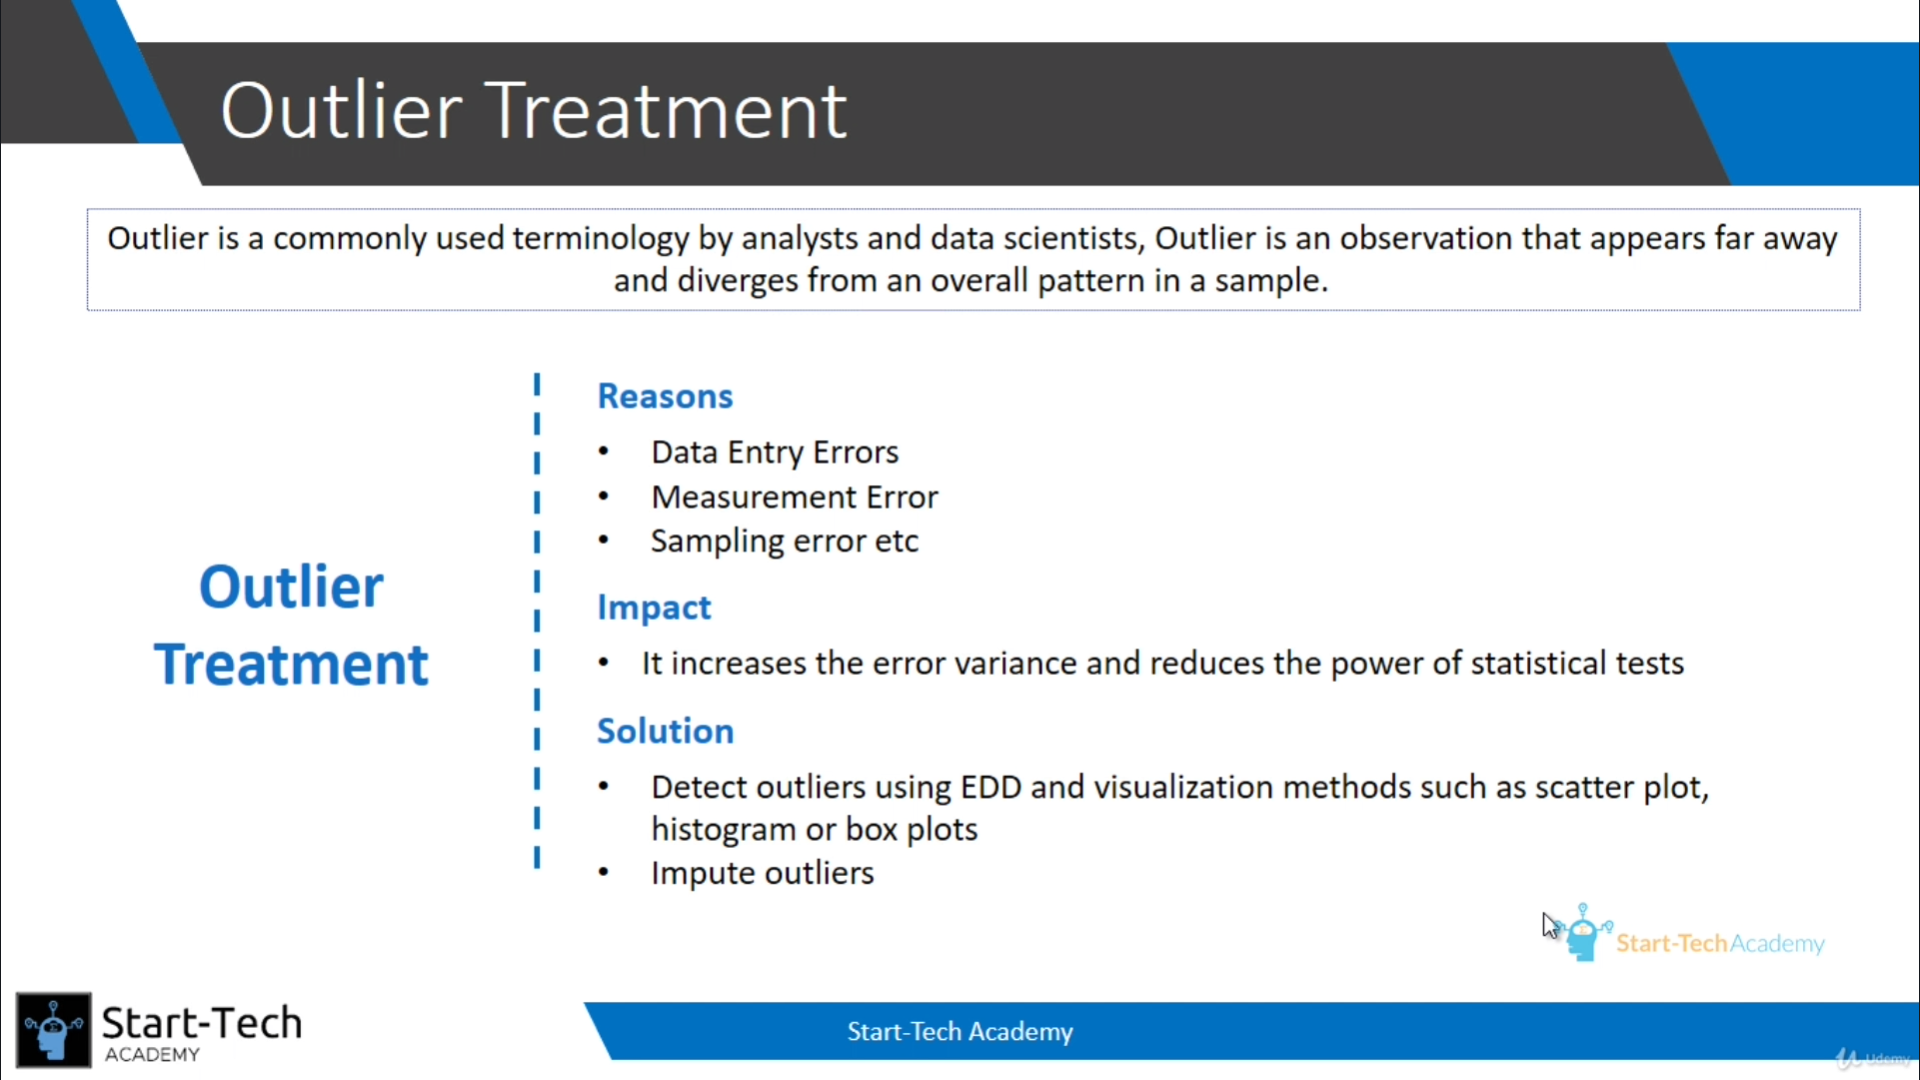 Outlier Treatment
Outlier is a commonly used terminology by analysts and data scientists, Outlier is an observation that appears far away
and diverges from an overall pattern in a sample.
Outlier
Treatment
Reasons
• Data Entry Errors
• Measurement Error
• Sampling error etc
Impact
• It increases the error variance and reduces the power of statistical tests
Solution
• Detect outliers using EDD and visualization methods such as scatter plot,
histogram or box plots
• Impute outliers
Start-Tech Academy
Start-Tech
ACADEMY
Start-Tech Academy
Udemy